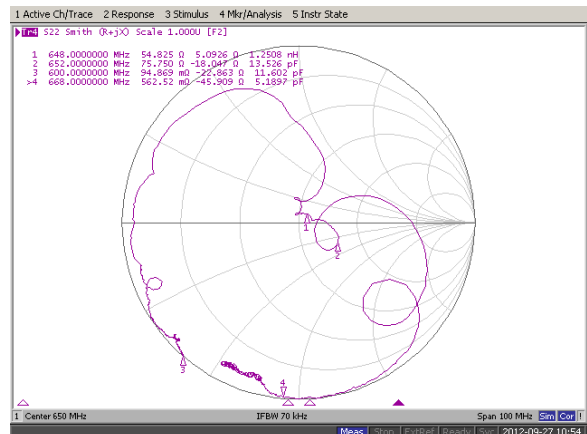 1 Active Ch/Trace 2 Response 3 Stimulus 4 Mkr/Analysis 5 Instr State
Tr4 S22 Smith (R+jX) Scale 1.000U [F2]
1 648.0000000 MHz 54.825 Ω 5.0926 Ω 1.2508 nH
2 652.0000000 MHz 75.750 Ω -18.047 Ω 13.526 pF
3 600.0000000 MHz 94.869 mΩ -22.863 Ω 11.602 pF
>4 668.0000000 MHz 562.52 mΩ -45.909 Ω 5.1897 pF
1
2
3
4
1 Center 650 MHz IFBW 70 kHz Span 100 MHz Sim Cor !
Meas Stop ExtRef Ready Svc 2012-09-27 10:54